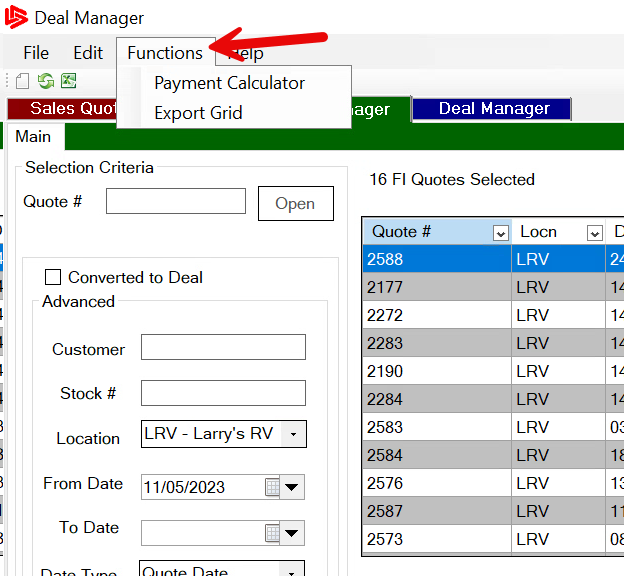 Deal Manager
File Edit Functions Help
Payment Calculator
Export Grid
Sales Quo
ager
Deal Manager
Main
Selection Criteria
Quote #
Open
Converted to Deal
Advanced
Customer
Stock #
Location
LRV - Larry's RV
From Date
11/05/2023
To Date
Date Type
Quote Date
16 FI Quotes Selected
Quote # Locn D
2588 LRV 24
2177 LRV 14
2272 LRV 14
2283 LRV 14
2190 LRV 14
2284 LRV 14
2583 LRV 03
2584 LRV 18
2576 LRV 13
2587 LRV 11
2573 LRV 08